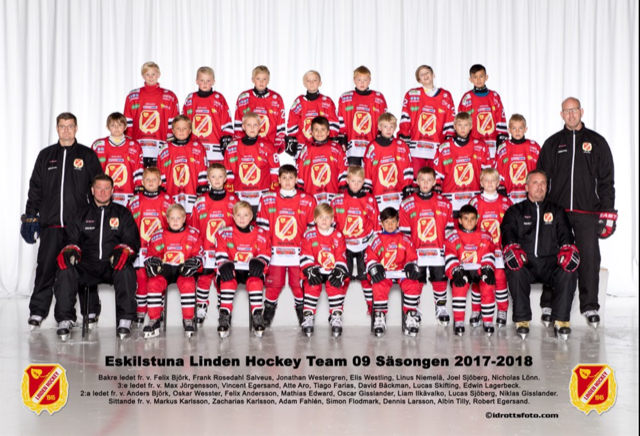 Eskilstuna Linden Hockey Team 09 Säsongen 2017-2018
Bakre ledet fr. v. Felix Björk, Frank Rosedahl Salveus, Jonathan Westergren, Elis Westling, Linus Niemelä, Joel Sjöberg, Nicholas Lönn.
3:e ledet fr. v. Max Jörgensson, Vincent Egersand, Atte Aro, Tiago Farias, David Bäckman, Lucas Skifting, Edwin Lagerbeck.
2:a ledet fr. v. Anders Björk, Oskar Wesster, Felix Andersson, Mathias Edward, Oscar Gisslander, Liam Ilkävalko, Lucas Sjöberg, Niklas Gisslander.
Sittande fr. v. Markus Karlsson, Zacharias Karlsson, Adam Fahlén, Simon Flodmark, Dennis Larsson, Albin Tilly, Robert Egersand.
©idrottsfoto.com
LINDEN HOCKEY
96
LINDEN HOCKEY
96